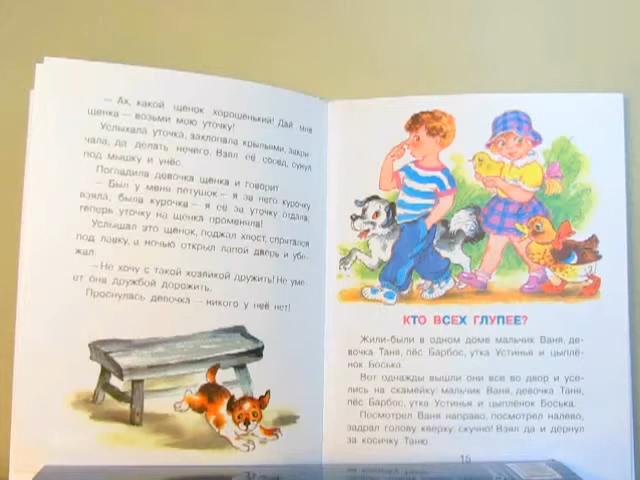 — Ах, какой щенок хорошенький! Дай мне
щенка — возьми мою уточку!
Услыхала уточка, захлопала крыльями, закри-
чала, да делать нечего. Взял её сосед, сунул
под мышку и унёс.
Погладила девочка щенка и говорит:
— Был у меня петушок — я за него курочку
взяла, была курочка — я её за уточку отдала,
теперь уточку на щенка променяла!
Услышал это щенок, поджал хвост, спрятался
под лавку, а ночью открыл лапой дверь и убе-
жал.
— Не хочу с такой хозяйкой дружить! Не уме-
ет она дружбой дорожить.
Проснулась девочка — никого у неё нет!
КТО ВСЕХ ГЛУПЕЕ?
Жили-были в одном доме мальчик Ваня, де-
вочка Таня, пёс Барбос, утка Устинья и цыплё-
нок Боська.
Вот однажды вышли они все во двор и усе-
лись на скамейку: мальчик Ваня, девочка Таня,
пёс Барбос, утка Устинья и цыплёнок Боська.
Посмотрел Ваня направо, посмотрел налево,
задрал голову кверху: скучно! Взял да и дёрнул
за косичку Таню.
15